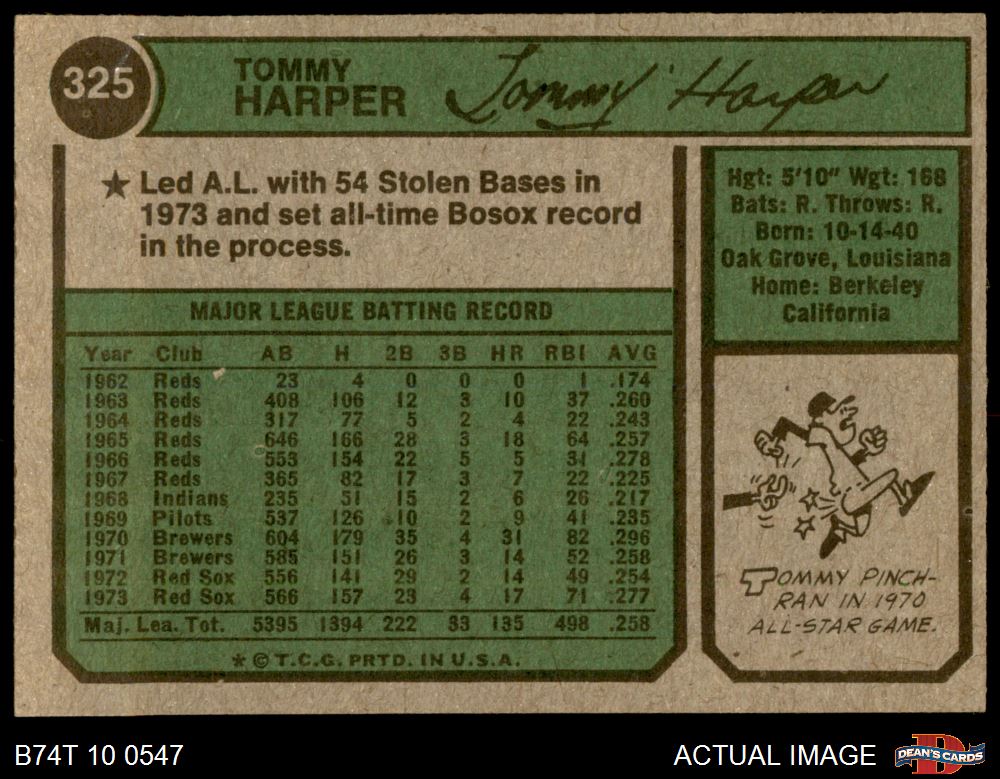 325
TOMMY
HARPER
Tommy Harper
★ Led A.L. with 54 Stolen Bases in
1973 and set all-time Bosox record
in the process.
Hgt: 5'10" Wgt: 168
Bats: R. Throws: R.
Born: 10-14-40
Oak Grove, Louisiana
Home: Berkeley
California
MAJOR LEAGUE BATTING RECORD
Year Club AB H 2B 3B HR RBI AVG
1962 Reds 23 4 0 0 0 1 .174
1963 Reds 408 106 12 3 10 37 .260
1964 Reds 317 77 5 2 4 22 .243
1965 Reds 646 166 28 3 18 64 .257
1966 Reds 553 154 22 5 5 31 .278
1967 Reds 365 82 17 3 7 22 .225
1968 Indians 235 51 15 2 6 26 .217
1969 Pilots 537 126 10 2 9 41 .235
1970 Brewers 604 179 35 4 31 82 .296
1971 Brewers 585 151 26 3 14 52 .258
1972 Red Sox 556 141 29 2 14 49 .254
1973 Red Sox 566 157 23 4 17 71 .277
Maj. Lea. Tot. 5395 1394 222 33 135 498 .258
★ © T.C.G. PRTD. IN U.S.A.
TOMMY PINCH-
RAN IN 1970
ALL-STAR GAME.
B74T 10 0547
ACTUAL IMAGE
D
DEAN'S CARDS